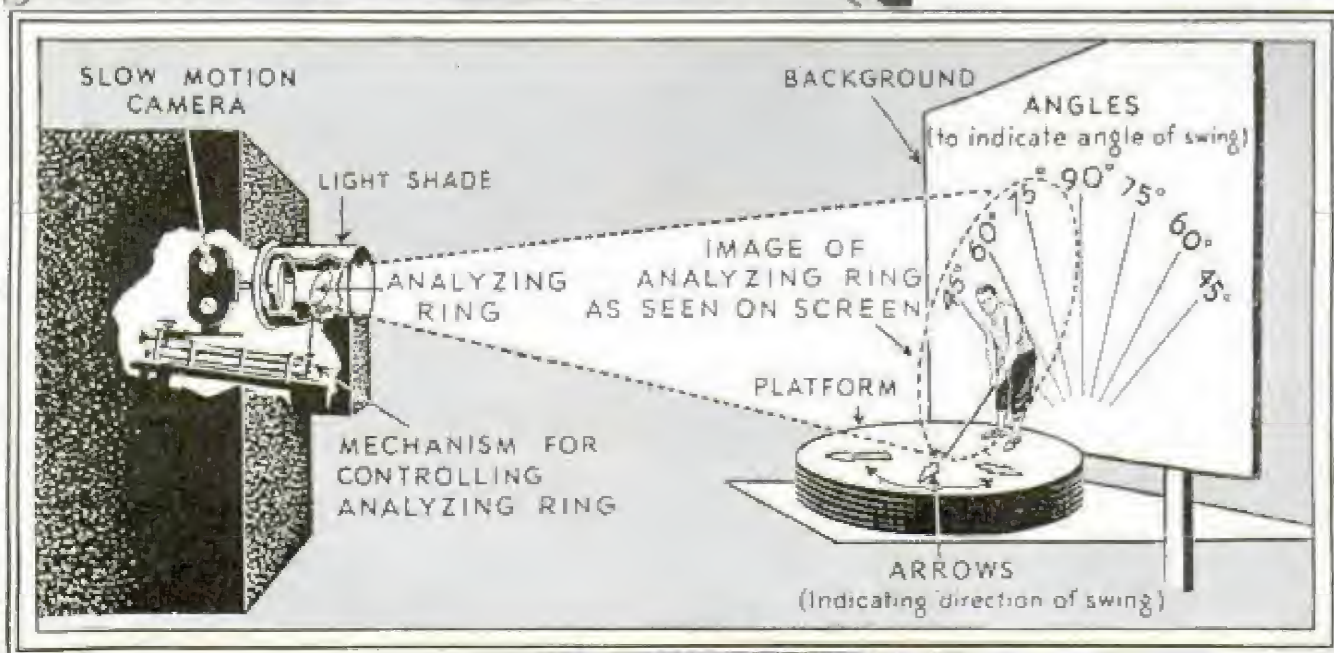 SLOW MOTION
CAMERA
LIGHT SHADE
ANALYZING
RING
MECHANISM FOR
CONTROLLING
ANALYZING RING
BACKGROUND
ANGLES
(to indicate angle of swing)
45° 60° 75° 90° 75° 60° 45°
IMAGE OF
ANALYZING RING
AS SEEN ON SCREEN
PLATFORM
ARROWS
(Indicating direction of swing)